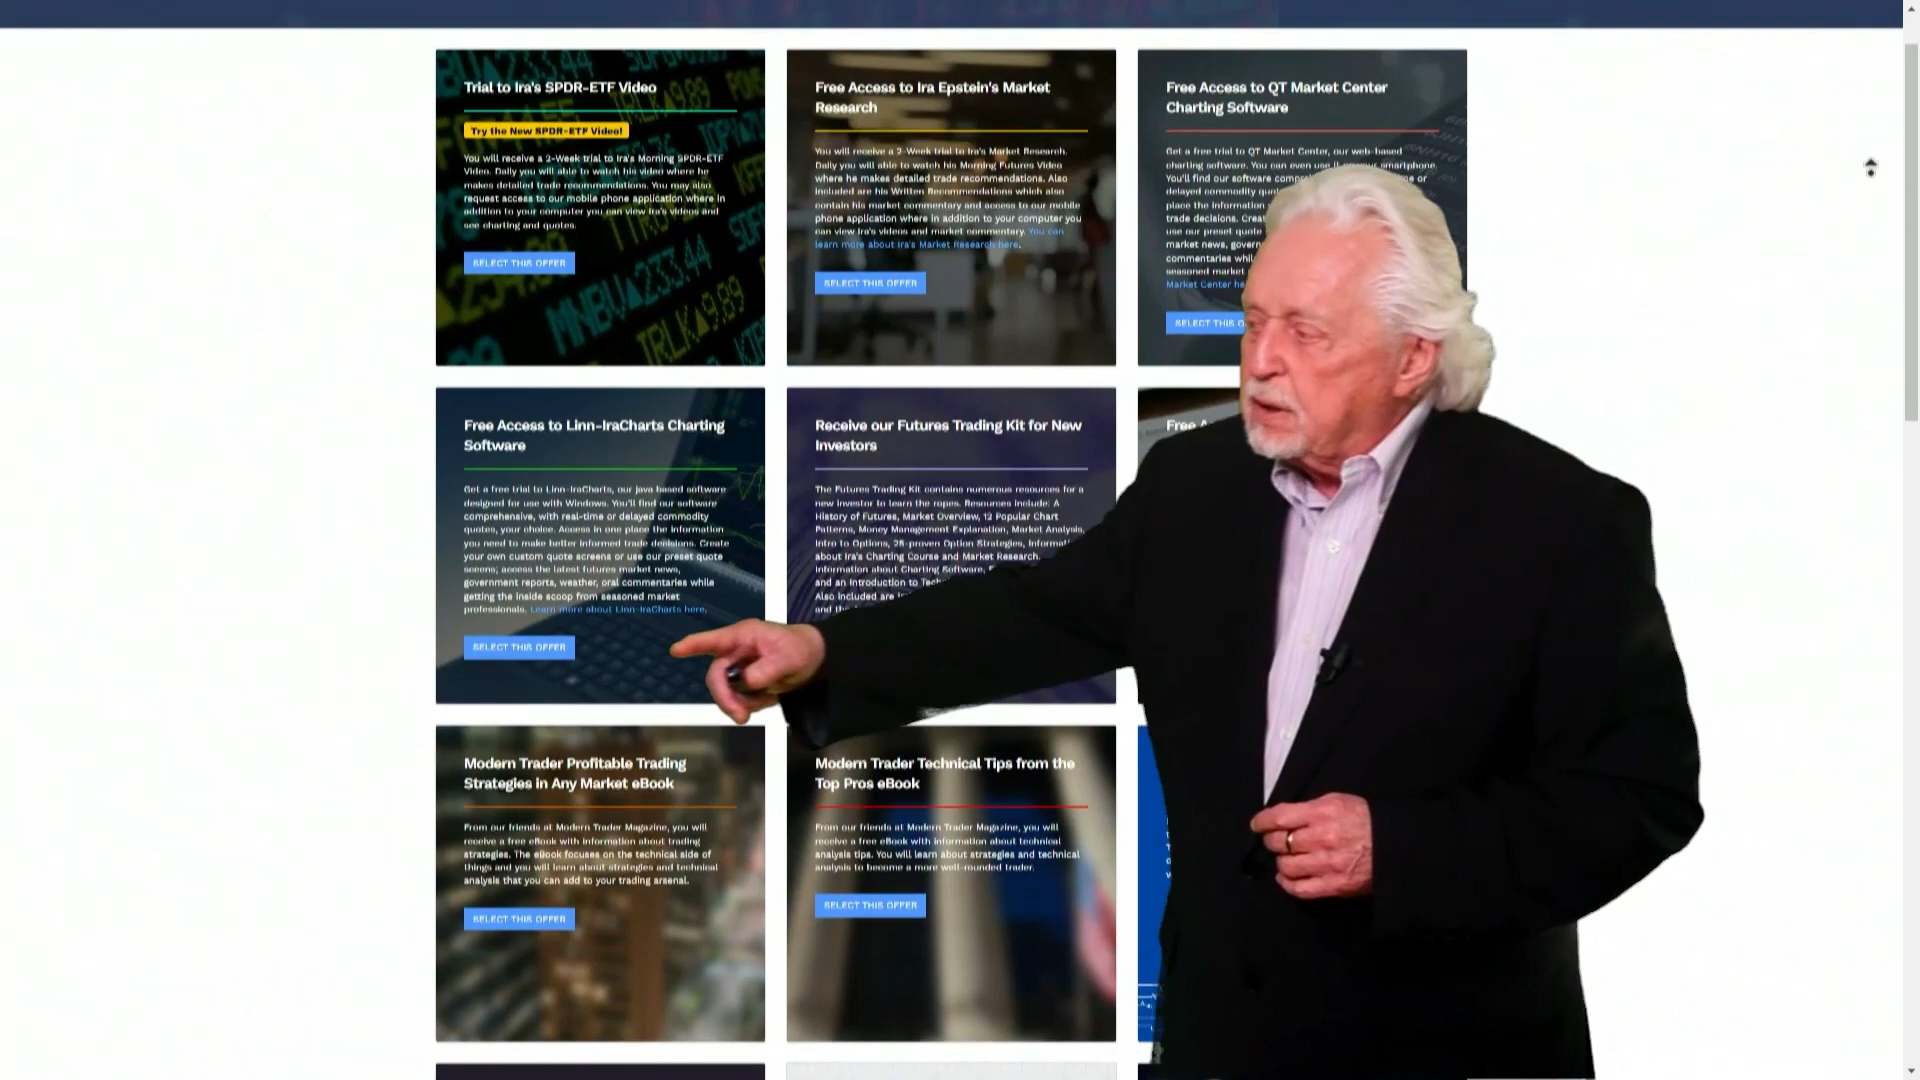 Trial to Ira's SPDR-ETF Video
Try the New SPDR-ETF Video!
You will receive a 2-Week trial to Ira's Morning SPDR-ETF
Video. Daily you will able to watch his video where he
makes detailed trade recommendations. You may also
request access to our mobile phone application where in
addition to your computer you can view Ira's videos and
see charting and quotes.
SELECT THIS OFFER
Free Access to Ira Epstein's Market
Research
You will receive a 2-Week trial to Ira's Market Research.
Daily you will able to watch his Morning Futures Video
where he makes detailed trade recommendations. Also
included are his Written Recommendations which also
contain his market commentary and access to our mobile
phone application where in addition to your computer you
can view Ira's videos and market commentary. You can
learn more about Ira's Market Research here.
SELECT THIS OFFER
Free Access to QT Market Center
Charting Software
Get a free trial to QT Market Center, our web-based
charting software. You can even use smartphone.
You'll find our software or
delayed commodity
place the information
trade decisions.
use our preset quote
market news,
commentaries
seasoned market
Market Center
SELECT THIS
Free Access to Linn-IraCharts Charting
Software
Get a free trial to Linn-IraCharts, our java based software
designed for use with Windows. You'll find our software
comprehensive, with real-time or delayed commodity
quotes, your choice. Access in one place the information
you need to make better informed trade decisions. Create
your own custom quote screens or use our preset quote
sceens; access the latest futures market news,
government reports, weather, oral commentaries while
getting the inside scoop from seasoned market
professionals. Learn more about Linn-IraCharts here.
SELECT THIS OFFER
Receive our Futures Trading Kit for New
Investors
The Futures Trading Kit contains numerous resources for a
new investor to learn the ropes. Resources include: A
History of Futures, Market Overview, 12 Popular Chart
Patterns, Money Management Explanation, Market Analysis,
Intro to Options, 25-proven Option Strategies,
about Ira's Charting Course and Market Research.
Information about Charting Software,
and an Introduction to
Also included are
and
Free
Modern Trader Profitable Trading
Strategies in Any Market eBook
From our friends at Modern Trader Magazine, you will
receive a free eBook with information about trading
strategies. The eBook focuses on the technical side of
things and you will learn about strategies and technical
analysis that you can add to your trading arsenal.
SELECT THIS OFFER
Modern Trader Technical Tips from the
Top Pros eBook
From our friends at Modern Trader Magazine, you will
receive a free eBook with information about technical
analysis tips. You will learn about strategies and technical
analysis to become a more well-rounded trader.
SELECT THIS OFFER